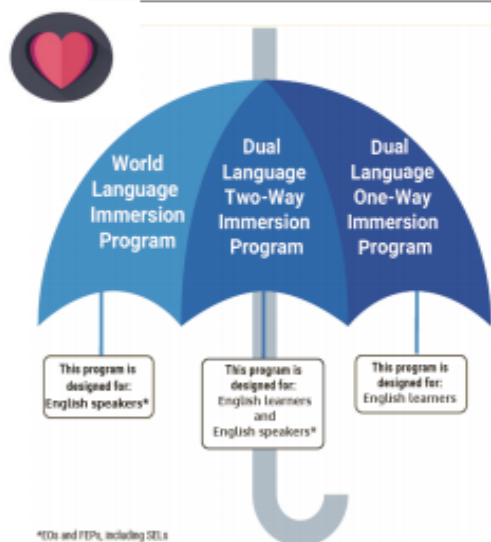 World
Language
Immersion
Program
Dual
Language
Two-Way
Immersion
Program
Dual
Language
One-Way
Immersion
Program
This program is
designed for:
English speakers*
This program is
designed for:
English learners
and
English speakers*
This program is
designed for:
English learners
*EOs and FEPs, including SELs